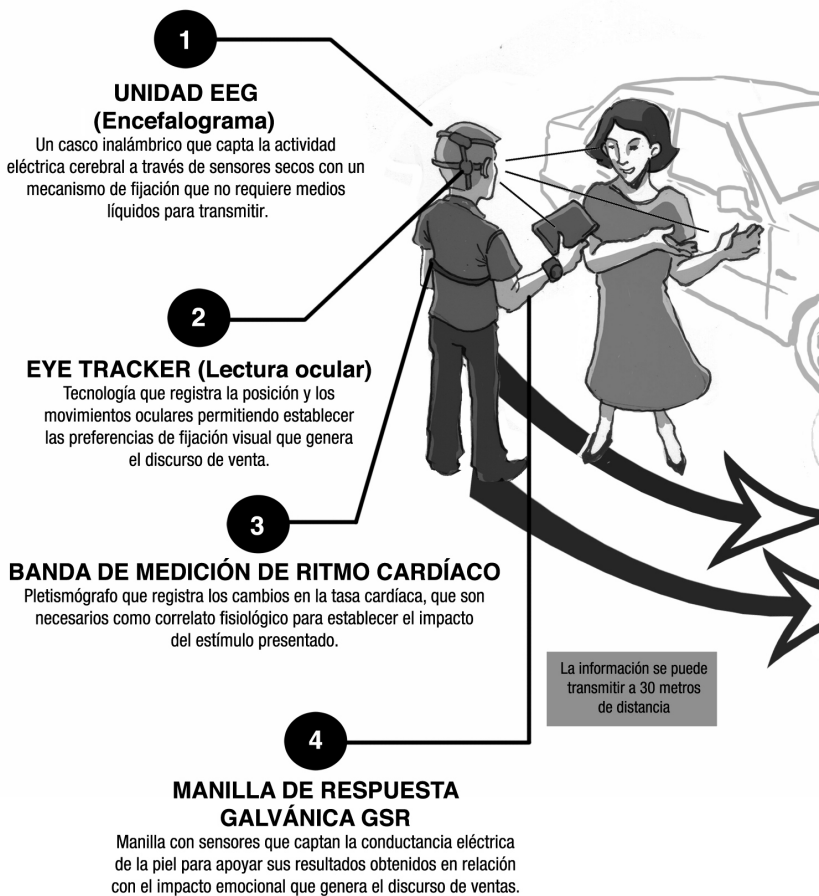 1
UNIDAD EEG
(Encefalograma)
Un casco inalámbrico que capta la actividad
eléctrica cerebral a través de sensores secos con un
mecanismo de fijación que no requiere medios
líquidos para transmitir.
2
EYE TRACKER (Lectura ocular)
Tecnología que registra la posición y los
movimientos oculares permitiendo establecer
las preferencias de fijación visual que genera
el discurso de venta.
3
BANDA DE MEDICIÓN DE RITMO CARDÍACO
Pletismógrafo que registra los cambios en la tasa cardíaca, que son
necesarios como correlato fisiológico para establecer el impacto
del estímulo presentado.
La información se puede
transmitir a 30 metros
de distancia
4
MANILLA DE RESPUESTA
GALVÁNICA GSR
Manilla con sensores que captan la conductancia eléctrica
de la piel para apoyar sus resultados obtenidos en relación
con el impacto emocional que genera el discurso de ventas.